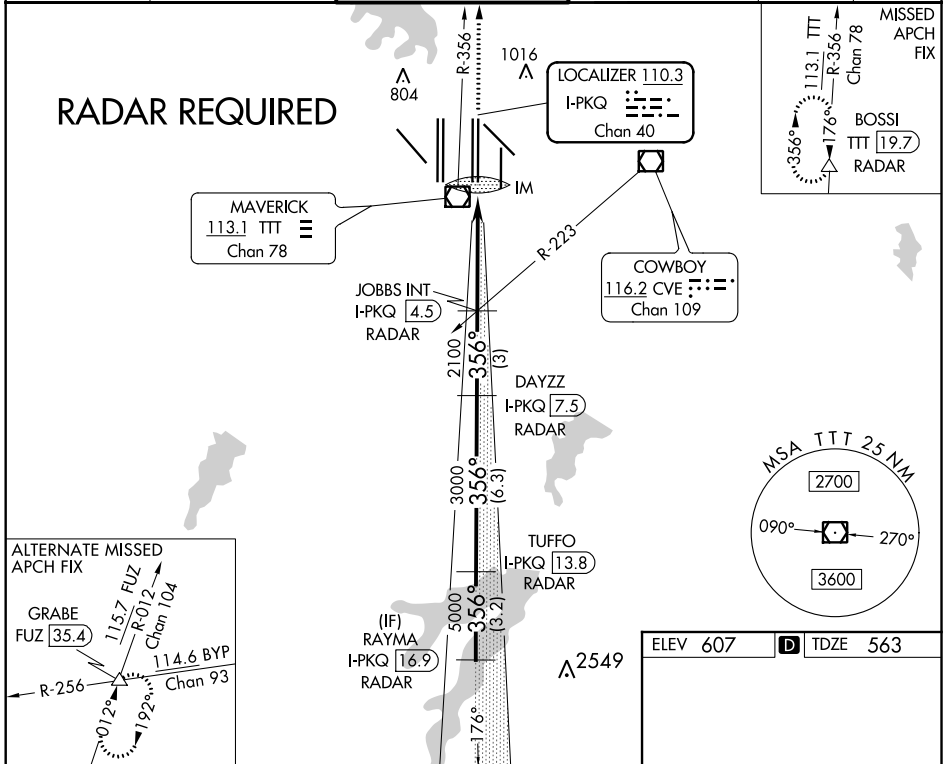 RADAR REQUIRED
804
R-356
1016
LOCALIZER 110.3
I-PKQ
Chan 40
MISSED
APCH
FIX
113.1 TTT
R-356
Chan 78
356°
176°
BOSSI
TTT 19.7
RADAR
IM
MAVERICK
113.1 TTT
Chan 78
R-223
COWBOY
116.2 CVE
Chan 109
JOBBS INT
I-PKQ 4.5
RADAR
2100
356°
(3)
DAYZZ
I-PKQ 7.5
RADAR
3000
356°
(6.3)
TUFFO
I-PKQ 13.8
RADAR
5000
356°
(3.2)
(IF)
RAYMA
I-PKQ 16.9
RADAR
176°
2549
MSA TTT 25 NM
2700
090°
270°
3600
ALTERNATE MISSED
APCH FIX
GRABE
FUZ 35.4
115.7 FUZ
R-012
Chan 104
114.6 BYP
Chan 93
R-256
012°
192°
ELEV 607 D TDZE 563